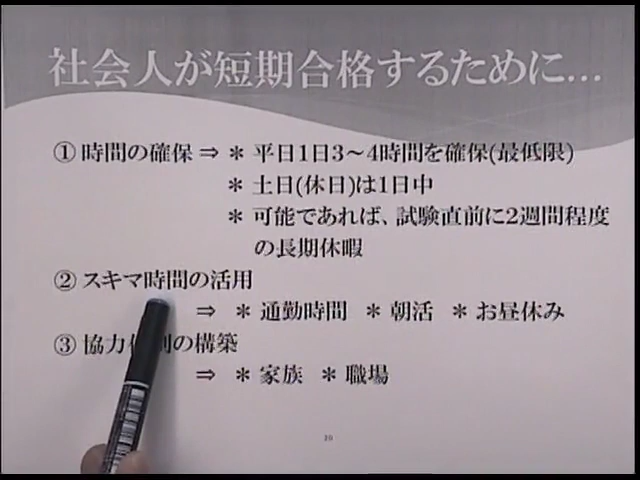 社会人が短期合格するために…
① 時間の確保 ⇒ ＊ 平日1日3～4時間を確保(最低限)
＊ 土日(休日)は1日中
＊ 可能であれば、試験直前に2週間程度
の長期休暇
② スキマ時間の活用
⇒ ＊ 通勤時間 ＊ 朝活 ＊ お昼休み
③ 協力 の構築
⇒ ＊ 家族 ＊ 職場